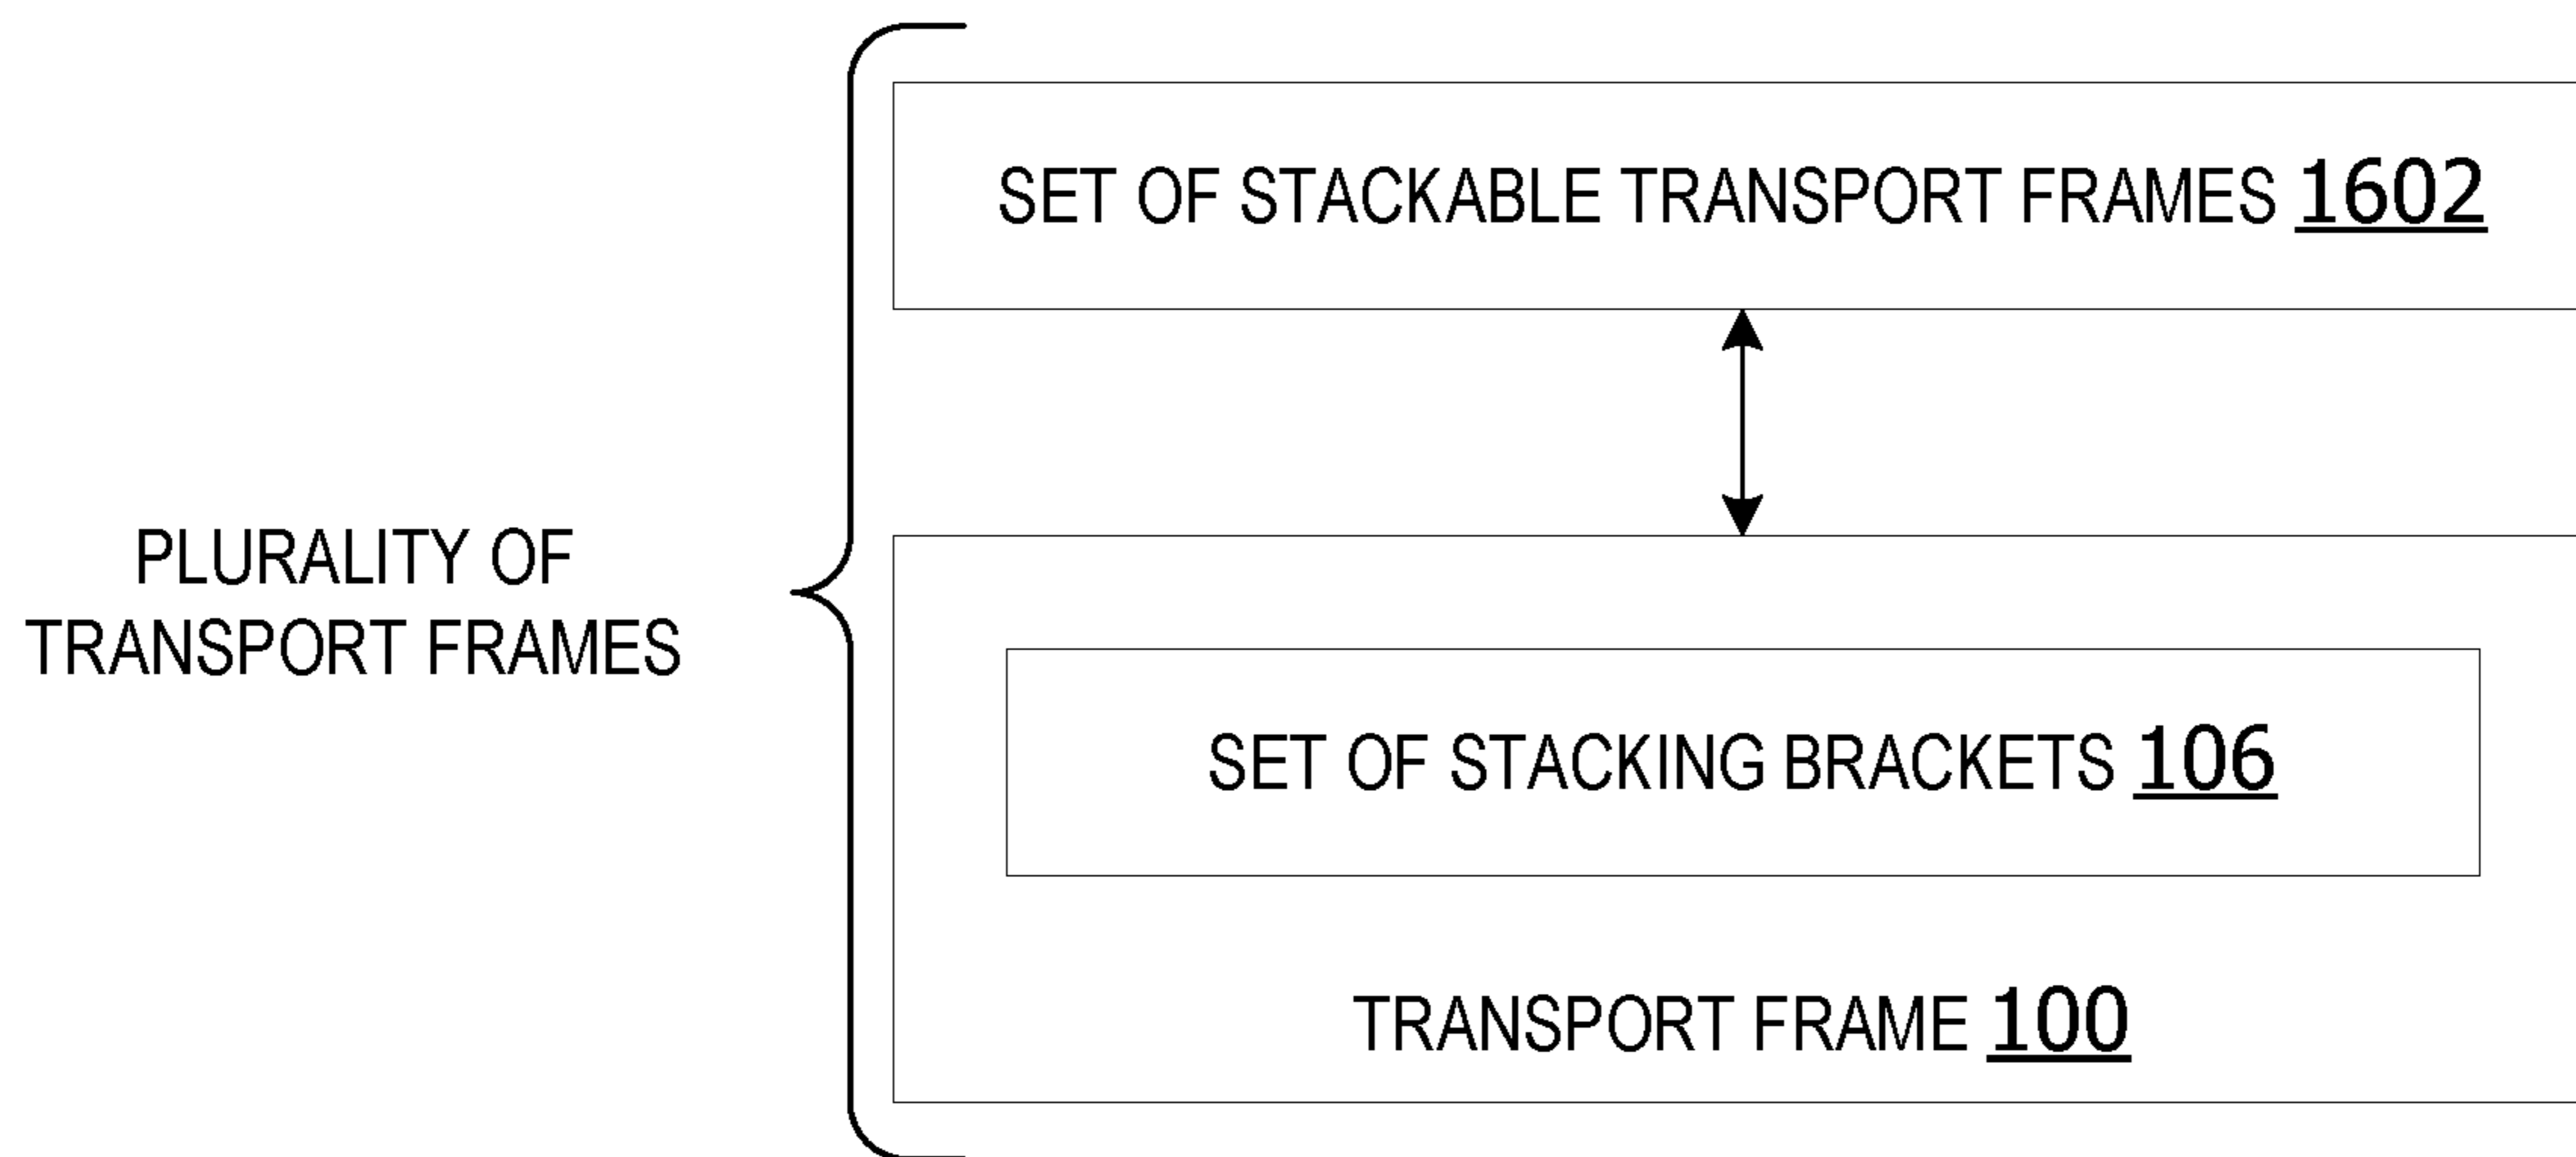 SET OF STACKABLE TRANSPORT FRAMES 1602
PLURALITY OF
TRANSPORT FRAMES
SET OF STACKING BRACKETS 106
TRANSPORT FRAME 100